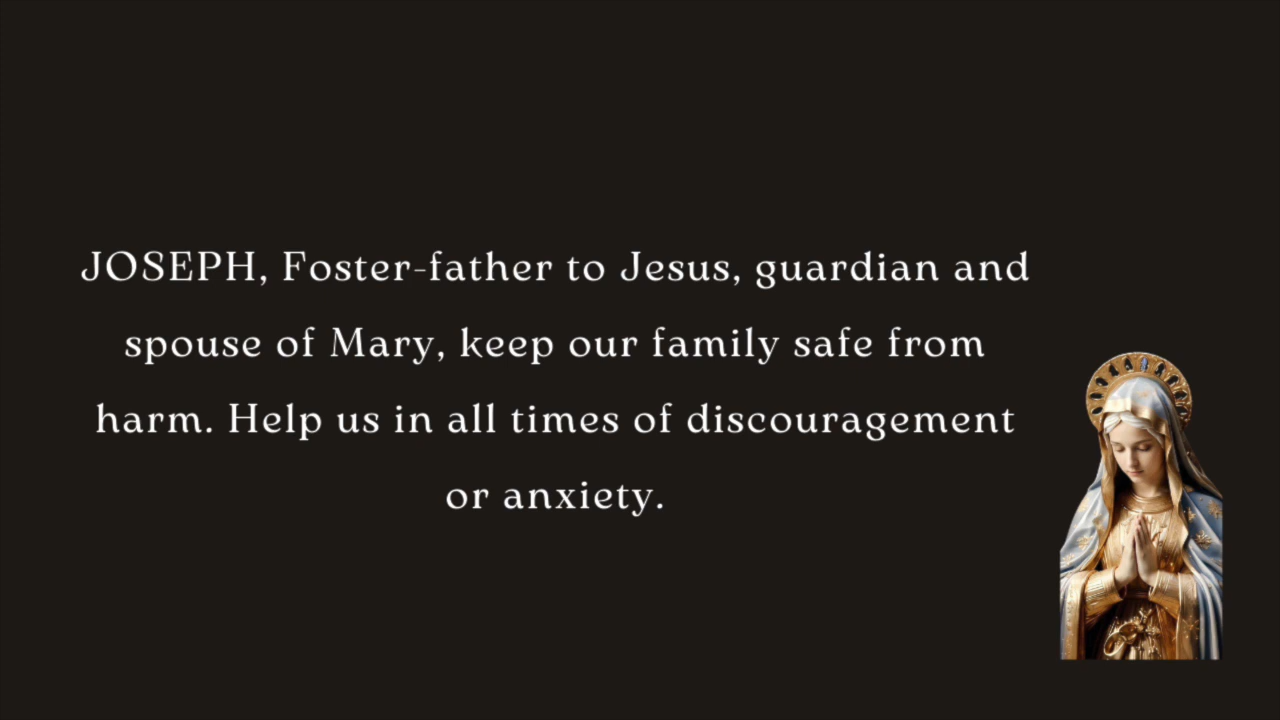 JOSEPH, Foster-father to Jesus, guardian and
spouse of Mary, keep our family safe from
harm. Help us in all times of discouragement
or anxiety.